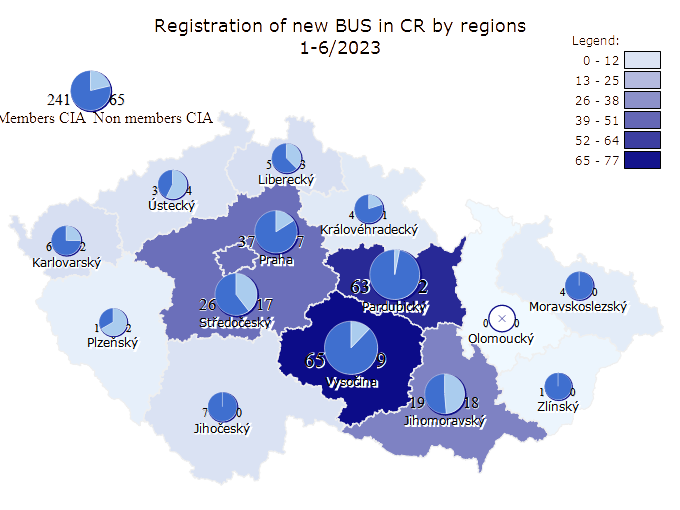 Registration of new BUS in CR by regions
1-6/2023
Legend:
0 - 12
13 - 25
26 - 38
39 - 51
52 - 64
65 - 77
241 65
Members CIA Non members CIA
5 3
Liberecký
3 4
Ústecký
4 1
Královéhradecký
37 7
Praha
6 2
Karlovarský
63 2
Pardubický
4 0
Moravskoslezský
26 17
Středočeský
1 2
Plzeňský
0 0
Olomoucký
65 9
Vysočina
19 18
Jihomoravský
1 0
Zlínský
7 0
Jihočeský